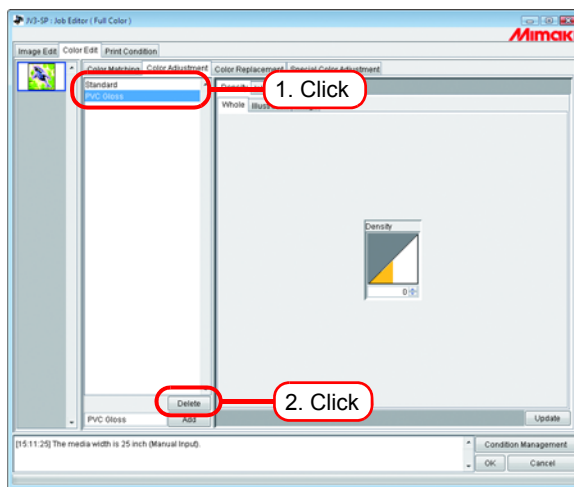 JV3-SP : Job Editor ( Full Color )
Mimaki
Image Edit Color Edit Print Condition
Color Matching Color Adjustment Color Replacement Special Color Adjustment
Standard
PVC Gloss
1. Click
Density
Whole
Density
0
Delete
2. Click
PVC Gloss Add
Update
[15:11:25] The media width is 25 inch (Manual Input).
Condition Management
OK Cancel